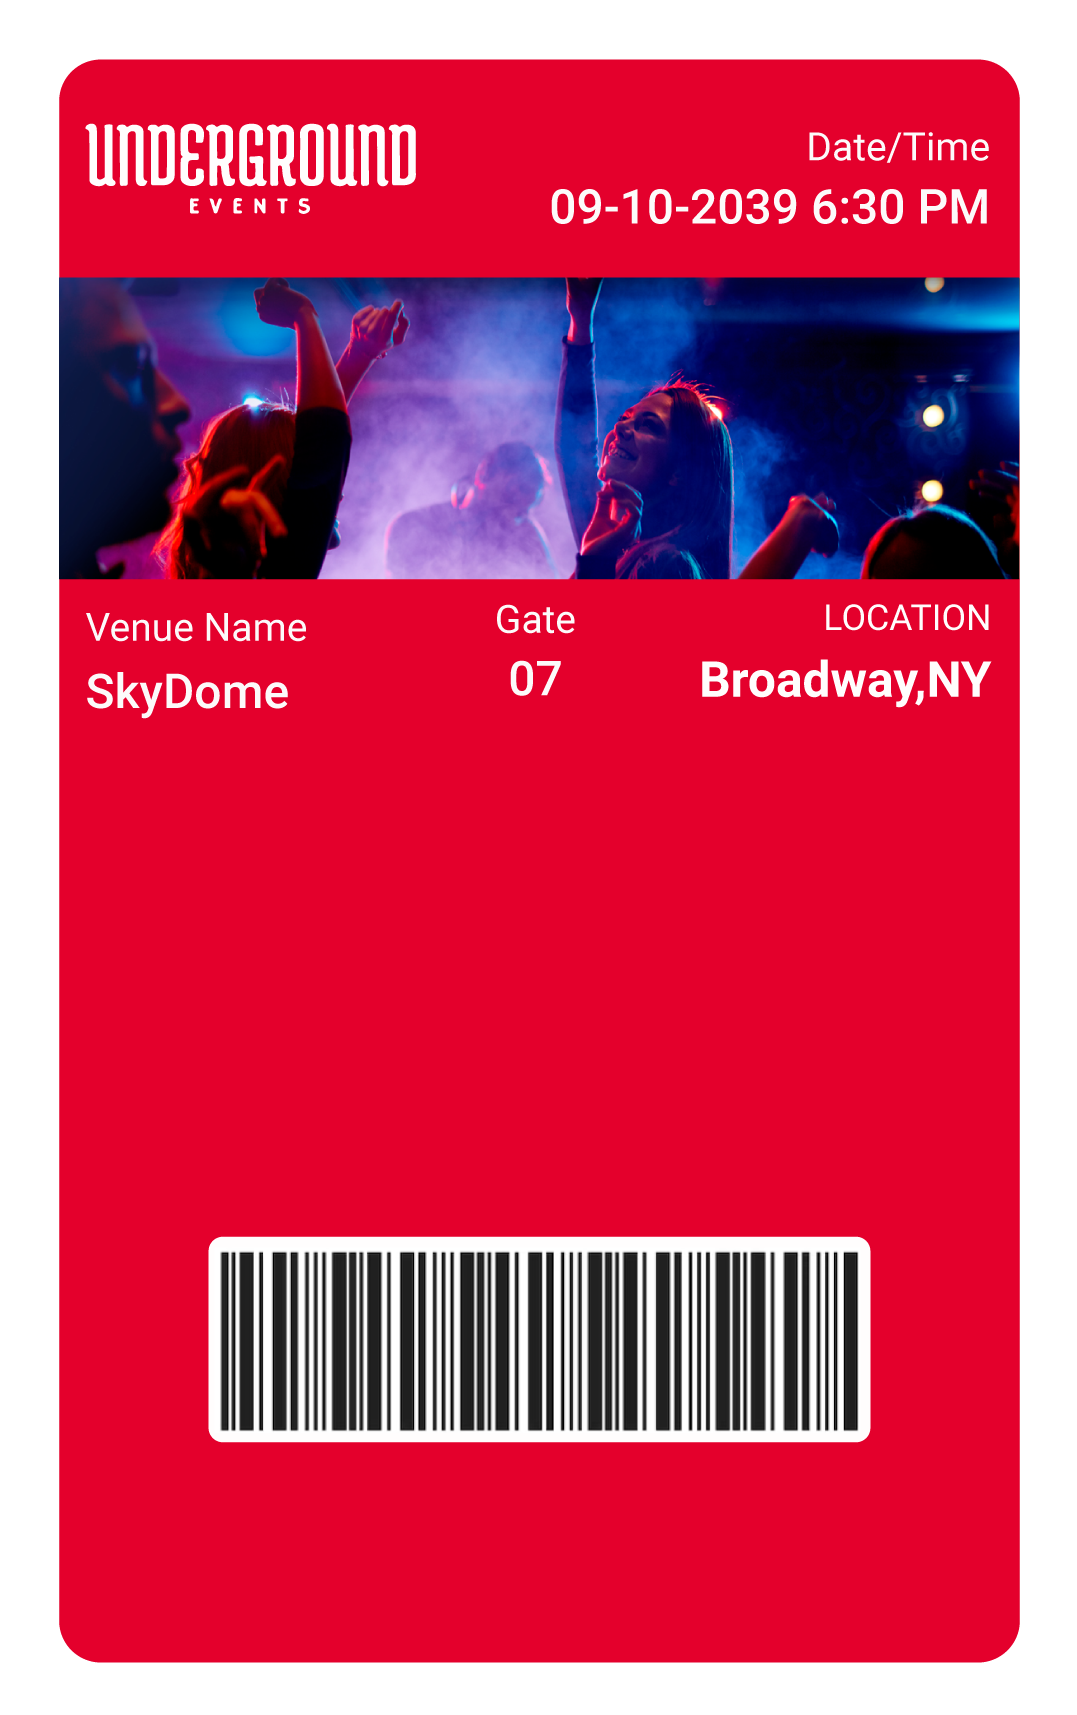 UNDERGROUND
EVENTS
Date/Time
09-10-2039 6:30 PM
Venue Name
SkyDome
Gate
07
LOCATION
Broadway,NY